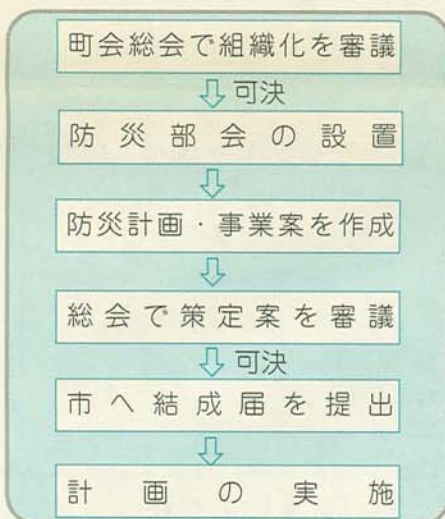 町会総会で組織化を審議
可決
防災部会の設置
防災計画・事業案を作成
総会で策定案を審議
可決
市へ結成届を提出
計画の実施